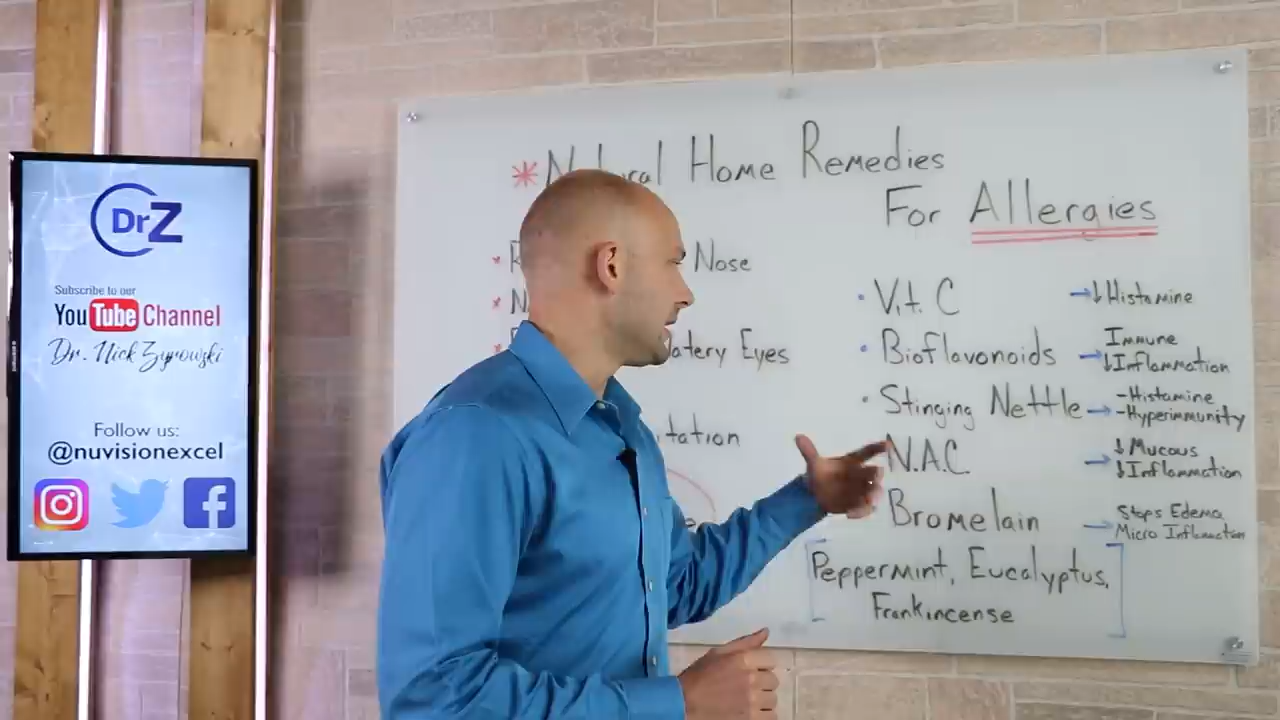 DrZ
Subscribe to our
YouTube Channel
Dr. Nick Zyrowski
Follow us:
@nuvisionexcel
* Natural Home Remedies
For Allergies
Nose
Watery Eyes
• Vit C → ↓ Histamine
• Bioflavonoids → Immune
↓ Inflammation
• Stinging Nettle → - Histamine
- Hyperimmunity
N.A.C → ↓ Mucous
↓ Inflammation
Bromelain → Stops Edema
Micro Inflammation
[Peppermint, Eucalyptus,
Frankincense]